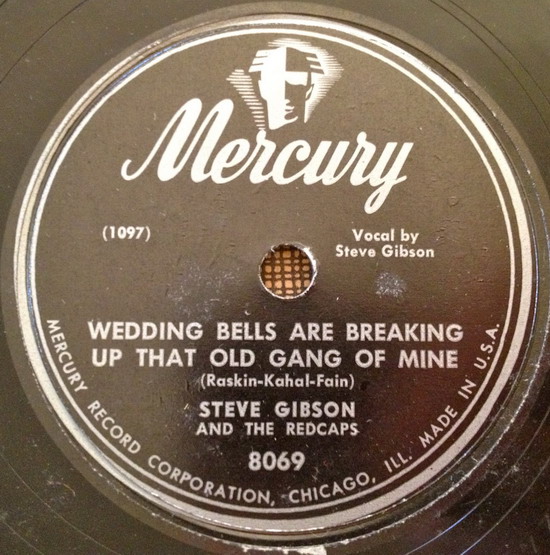 Mercury
(1097)
Vocal by
Steve Gibson
WEDDING BELLS ARE BREAKING
UP THAT OLD GANG OF MINE
(Raskin-Kahal-Fain)
STEVE GIBSON
AND THE REDCAPS
8069
MERCURY RECORD CORPORATION, CHICAGO, ILL. MADE IN U.S.A.